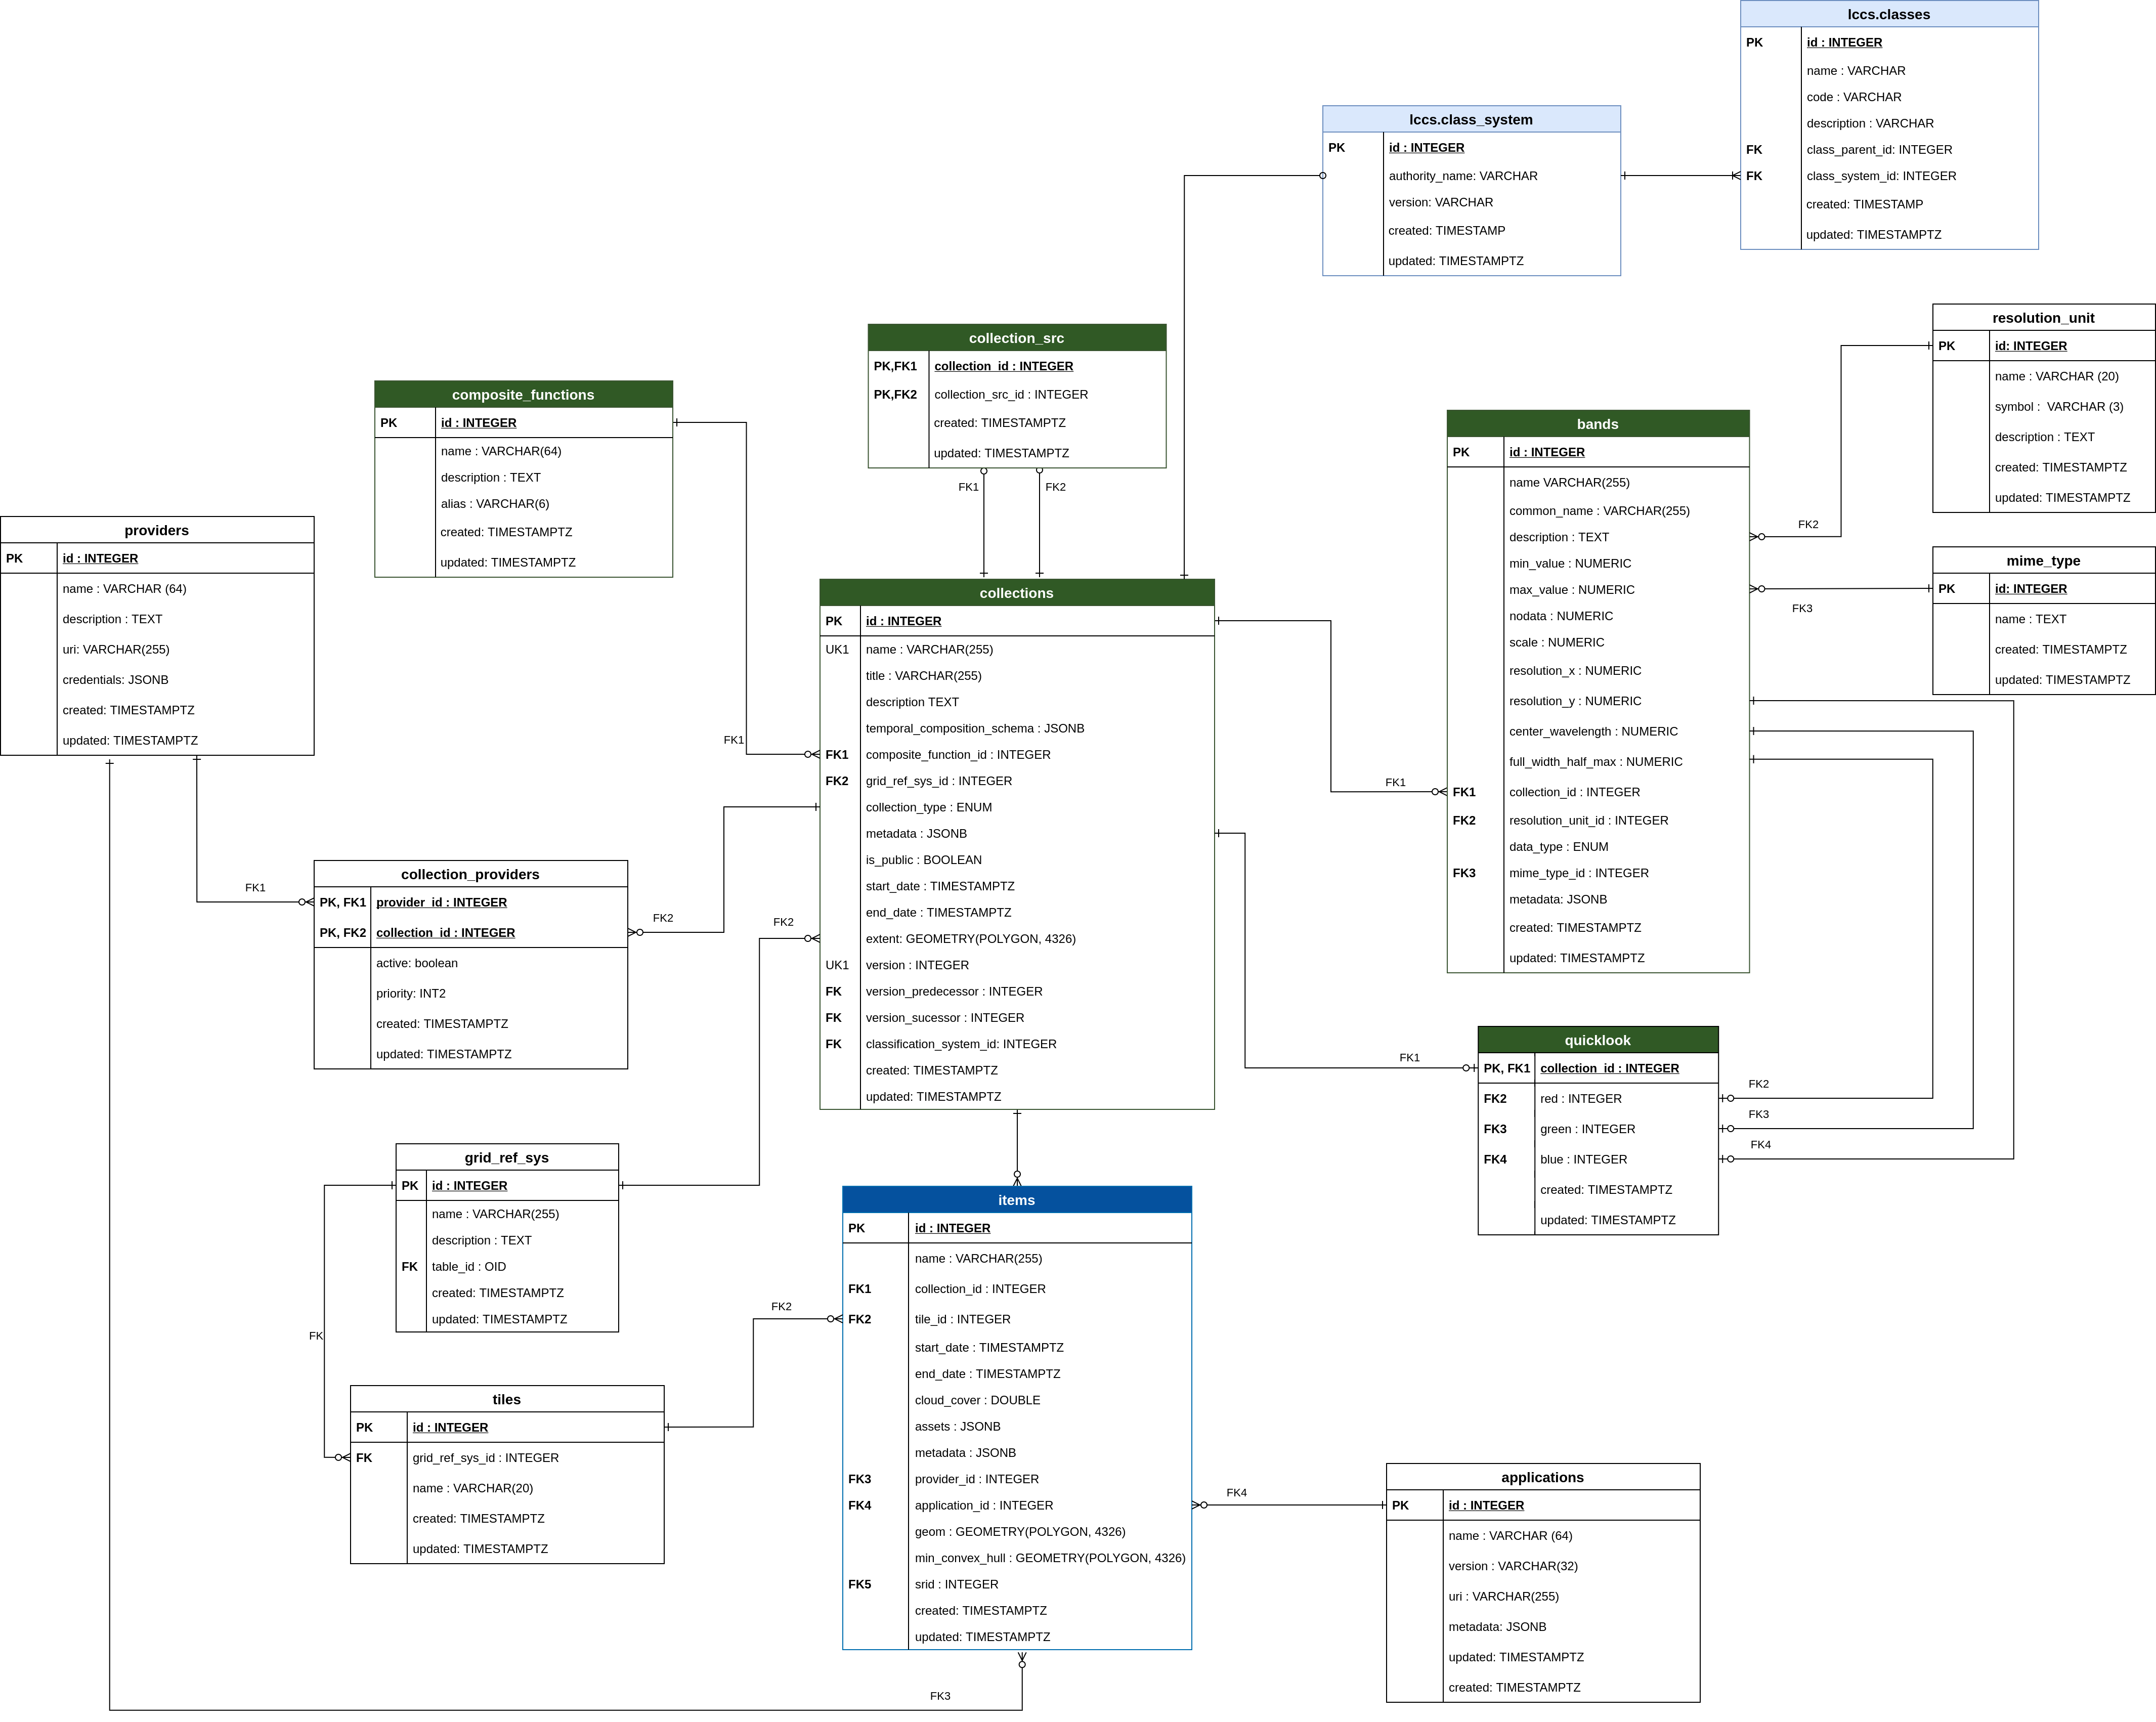 lccs.classes
PK id : INTEGER
name : VARCHAR
code : VARCHAR
description : VARCHAR
FK class_parent_id: INTEGER
FK class_system_id: INTEGER
created: TIMESTAMP
updated: TIMESTAMPTZ
lccs.class_system
PK id : INTEGER
authority_name: VARCHAR
version: VARCHAR
created: TIMESTAMP
updated: TIMESTAMPTZ
resolution_unit
PK id: INTEGER
name : VARCHAR (20)
symbol :  VARCHAR (3)
description : TEXT
created: TIMESTAMPTZ
updated: TIMESTAMPTZ
collection_src
PK,FK1 collection_id : INTEGER
PK,FK2 collection_src_id : INTEGER
created: TIMESTAMPTZ
updated: TIMESTAMPTZ
FK1 FK2
composite_functions
PK id : INTEGER
name : VARCHAR(64)
description : TEXT
alias : VARCHAR(6)
created: TIMESTAMPTZ
updated: TIMESTAMPTZ
FK1
bands
PK id : INTEGER
name VARCHAR(255)
common_name : VARCHAR(255)
description : TEXT
min_value : NUMERIC
max_value : NUMERIC
nodata : NUMERIC
scale : NUMERIC
resolution_x : NUMERIC
resolution_y : NUMERIC
center_wavelength : NUMERIC
full_width_half_max : NUMERIC
FK1 collection_id : INTEGER
FK2 resolution_unit_id : INTEGER
data_type : ENUM
FK3 mime_type_id : INTEGER
metadata: JSONB
created: TIMESTAMPTZ
updated: TIMESTAMPTZ
FK1
FK2
FK3
mime_type
PK id: INTEGER
name : TEXT
created: TIMESTAMPTZ
updated: TIMESTAMPTZ
providers
PK id : INTEGER
name : VARCHAR (64)
description : TEXT
uri: VARCHAR(255)
credentials: JSONB
created: TIMESTAMPTZ
updated: TIMESTAMPTZ
FK1
collections
PK id : INTEGER
UK1 name : VARCHAR(255)
title : VARCHAR(255)
description TEXT
temporal_composition_schema : JSONB
FK1 composite_function_id : INTEGER
FK2 grid_ref_sys_id : INTEGER
collection_type : ENUM
metadata : JSONB
is_public : BOOLEAN
start_date : TIMESTAMPTZ
end_date : TIMESTAMPTZ
extent: GEOMETRY(POLYGON, 4326)
UK1 version : INTEGER
FK version_predecessor : INTEGER
FK version_sucessor : INTEGER
FK classification_system_id: INTEGER
created: TIMESTAMPTZ
updated: TIMESTAMPTZ
collection_providers
PK, FK1 provider_id : INTEGER
PK, FK2 collection_id : INTEGER
active: boolean
priority: INT2
created: TIMESTAMPTZ
updated: TIMESTAMPTZ
FK2
FK2
quicklook
PK, FK1 collection_id : INTEGER
FK2 red : INTEGER
FK3 green : INTEGER
FK4 blue : INTEGER
created: TIMESTAMPTZ
updated: TIMESTAMPTZ
FK1
FK2
FK3
FK4
grid_ref_sys
PK id : INTEGER
name : VARCHAR(255)
description : TEXT
FK table_id : OID
created: TIMESTAMPTZ
updated: TIMESTAMPTZ
FK
items
PK id : INTEGER
name : VARCHAR(255)
FK1 collection_id : INTEGER
FK2 tile_id : INTEGER
start_date : TIMESTAMPTZ
end_date : TIMESTAMPTZ
cloud_cover : DOUBLE
assets : JSONB
metadata : JSONB
FK3 provider_id : INTEGER
FK4 application_id : INTEGER
geom : GEOMETRY(POLYGON, 4326)
min_convex_hull : GEOMETRY(POLYGON, 4326)
FK5 srid : INTEGER
created: TIMESTAMPTZ
updated: TIMESTAMPTZ
FK2
tiles
PK id : INTEGER
FK grid_ref_sys_id : INTEGER
name : VARCHAR(20)
created: TIMESTAMPTZ
updated: TIMESTAMPTZ
FK4
applications
PK id : INTEGER
name : VARCHAR (64)
version : VARCHAR(32)
uri : VARCHAR(255)
metadata: JSONB
updated: TIMESTAMPTZ
created: TIMESTAMPTZ
FK3